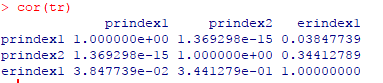 > cor(tr)
prindex1 prindex2 erindex1
prindex1 1.000000e+00 1.369298e-15 0.03847739
prindex2 1.369298e-15 1.000000e+00 0.34412789
erindex1 3.847739e-02 3.441279e-01 1.00000000